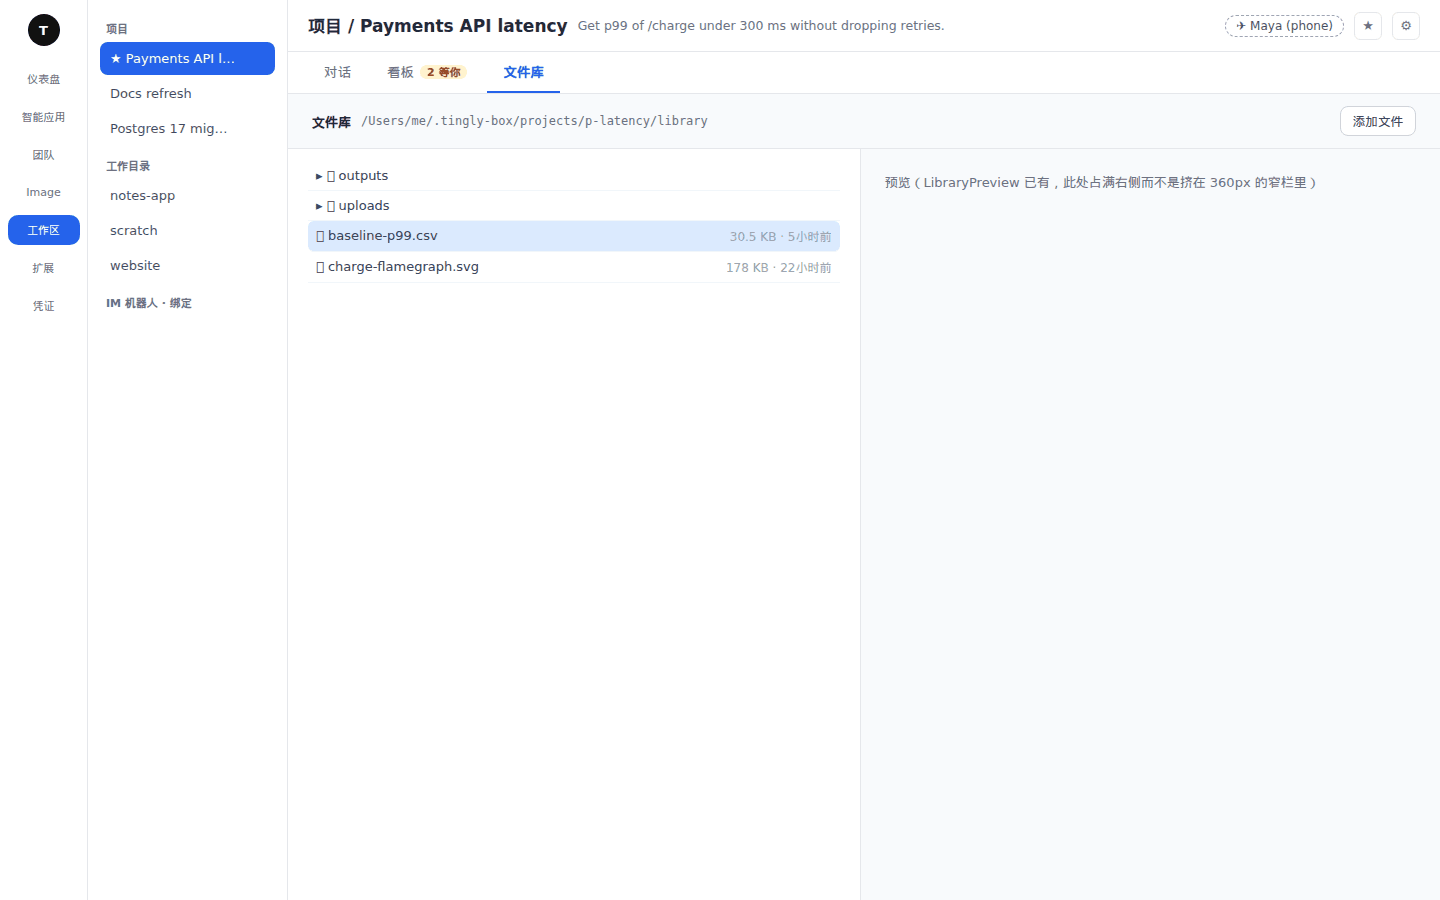 T
仪表盘
智能应用
团队
Image
工作区
扩展
凭证
项目
★ Payments API l…
Docs refresh
Postgres 17 mig…
工作目录
notes-app
scratch
website
IM 机器人 · 绑定
项目 / Payments API latency Get p99 of /charge under 300 ms without dropping retries.
✈ Maya (phone) ★ ⚙
对话 看板 2 等你 文件库
文件库 /Users/me/.tingly-box/projects/p-latency/library 添加文件
▸ outputs
▸ uploads
baseline-p99.csv 30.5 KB · 5小时前
charge-flamegraph.svg 178 KB · 22小时前
预览（LibraryPreview 已有，此处占满右侧而不是挤在 360px 的窄栏里）